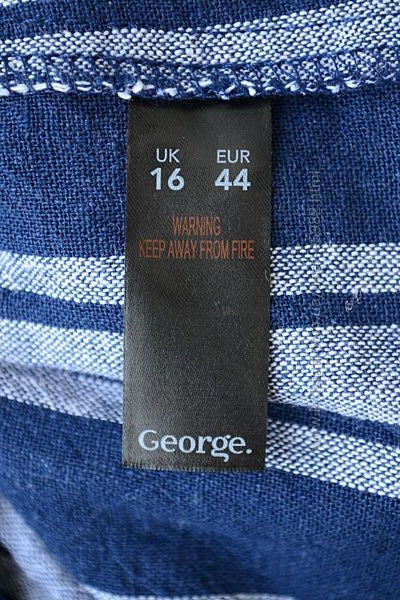 UK EUR
16 44
WARNING
KEEP AWAY FROM FIRE
George.